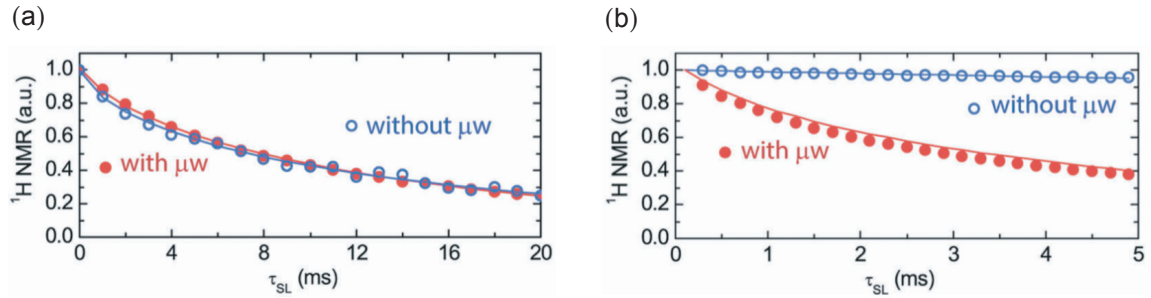 (a)
(b)
1.0
0.8
0.6
0.4
0.2
0.0
¹H NMR (a.u.)
without μw
with μw
0 4 8 12 16 20
τSL (ms)
1.0
0.8
0.6
0.4
0.2
0.0
¹H NMR (a.u.)
without μw
with μw
0 1 2 3 4 5
τSL (ms)